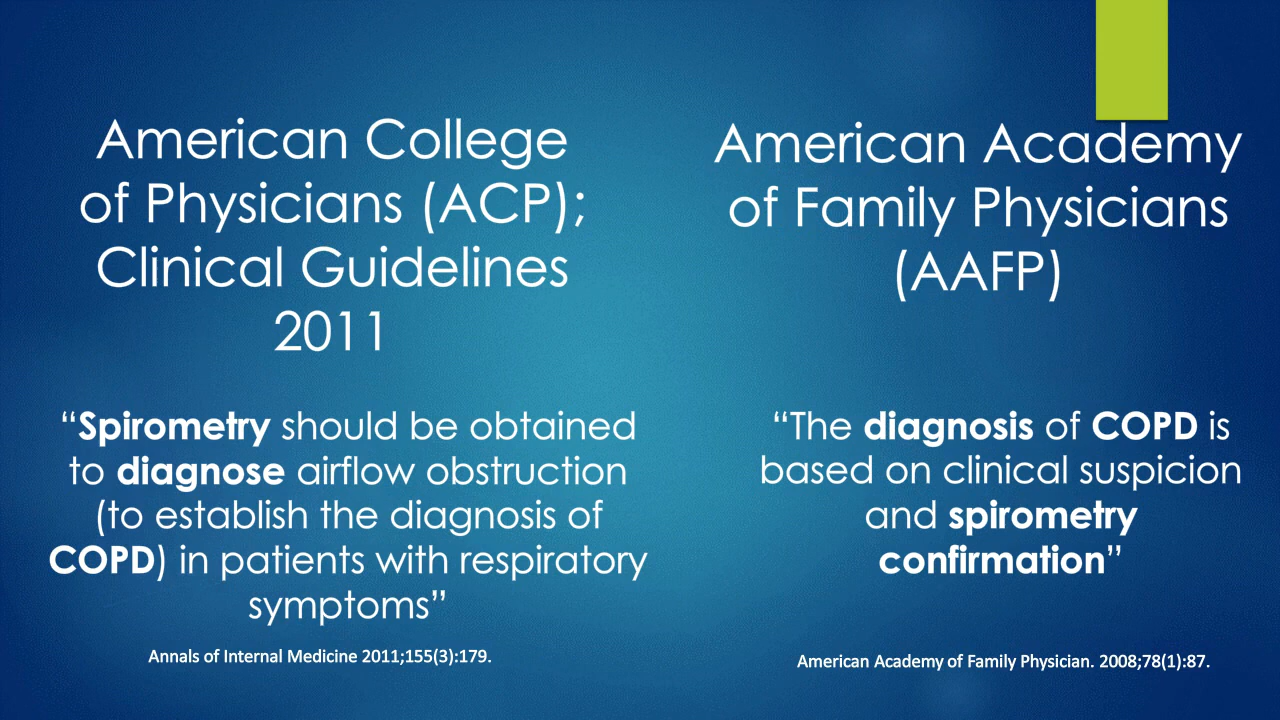 American College
of Physicians (ACP);
Clinical Guidelines
2011
“Spirometry should be obtained
to diagnose airflow obstruction
(to establish the diagnosis of
COPD) in patients with respiratory
symptoms”
Annals of Internal Medicine 2011;155(3):179.
American Academy
of Family Physicians
(AAFP)
“The diagnosis of COPD is
based on clinical suspicion
and spirometry
confirmation”
American Academy of Family Physician. 2008;78(1):87.